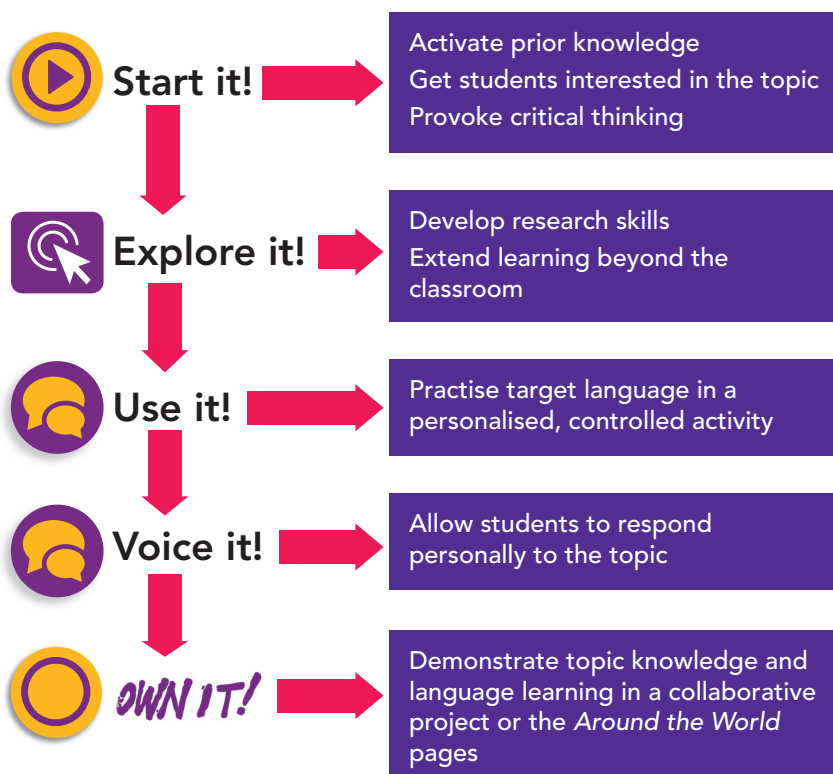 Start it!
Activate prior knowledge
Get students interested in the topic
Provoke critical thinking
Explore it!
Develop research skills
Extend learning beyond the
classroom
Use it!
Practise target language in a
personalised, controlled activity
Voice it!
Allow students to respond
personally to the topic
OWN IT!
Demonstrate topic knowledge and
language learning in a collaborative
project or the Around the World
pages